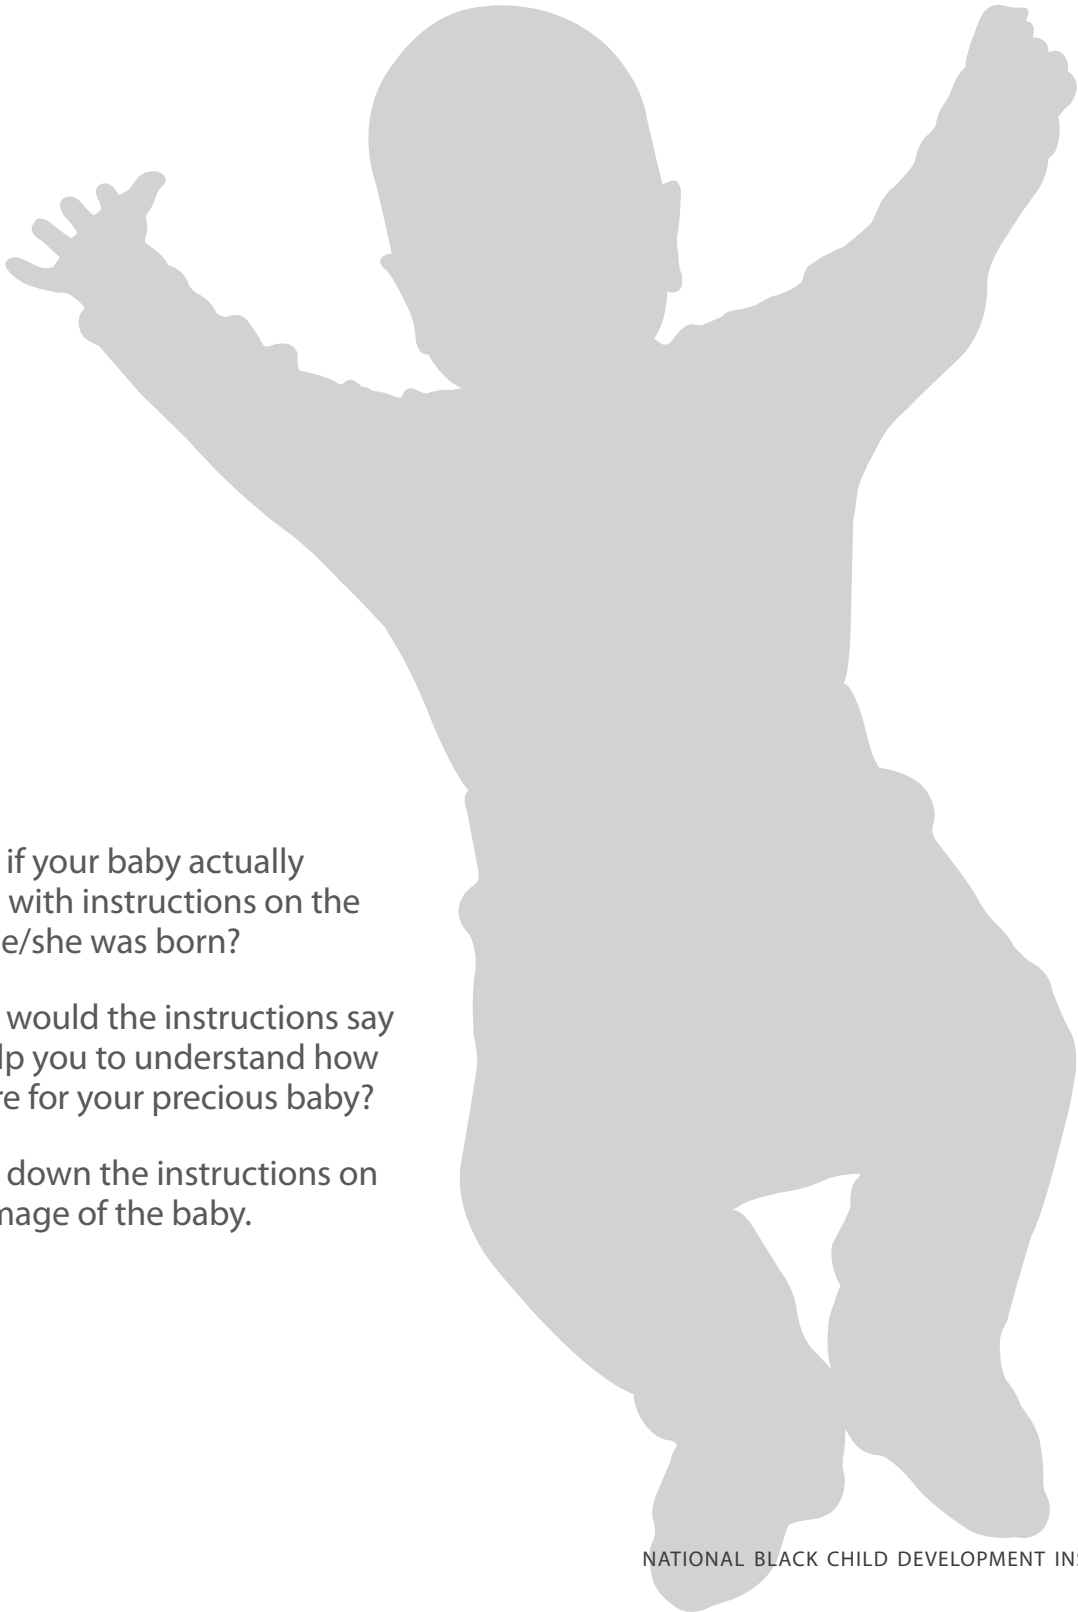 if your baby actually
with instructions on the
e/she was born?
would the instructions say
lp you to understand how
re for your precious baby?
down the instructions on
mage of the baby.
NATIONAL BLACK CHILD DEVELOPMENT IN